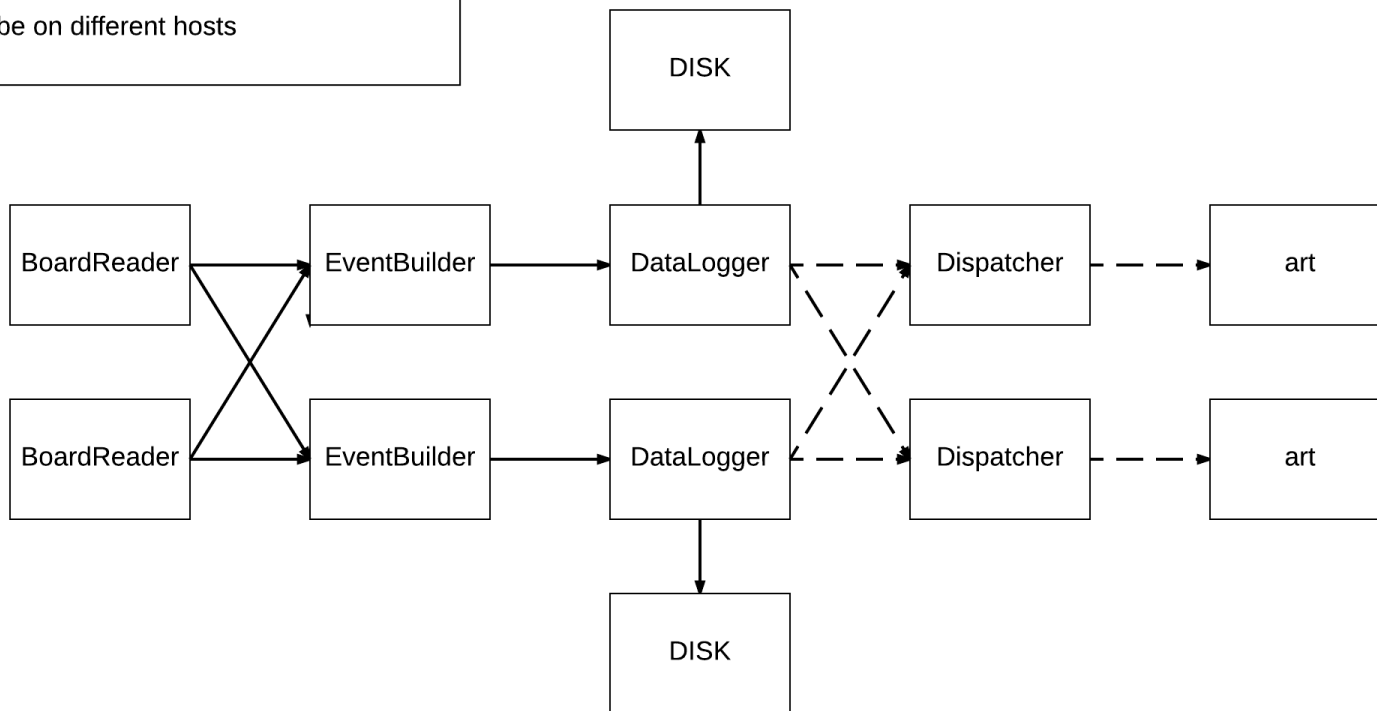 be on different hosts
DISK
BoardReader
EventBuilder
DataLogger
Dispatcher
art
BoardReader
EventBuilder
DataLogger
Dispatcher
art
DISK